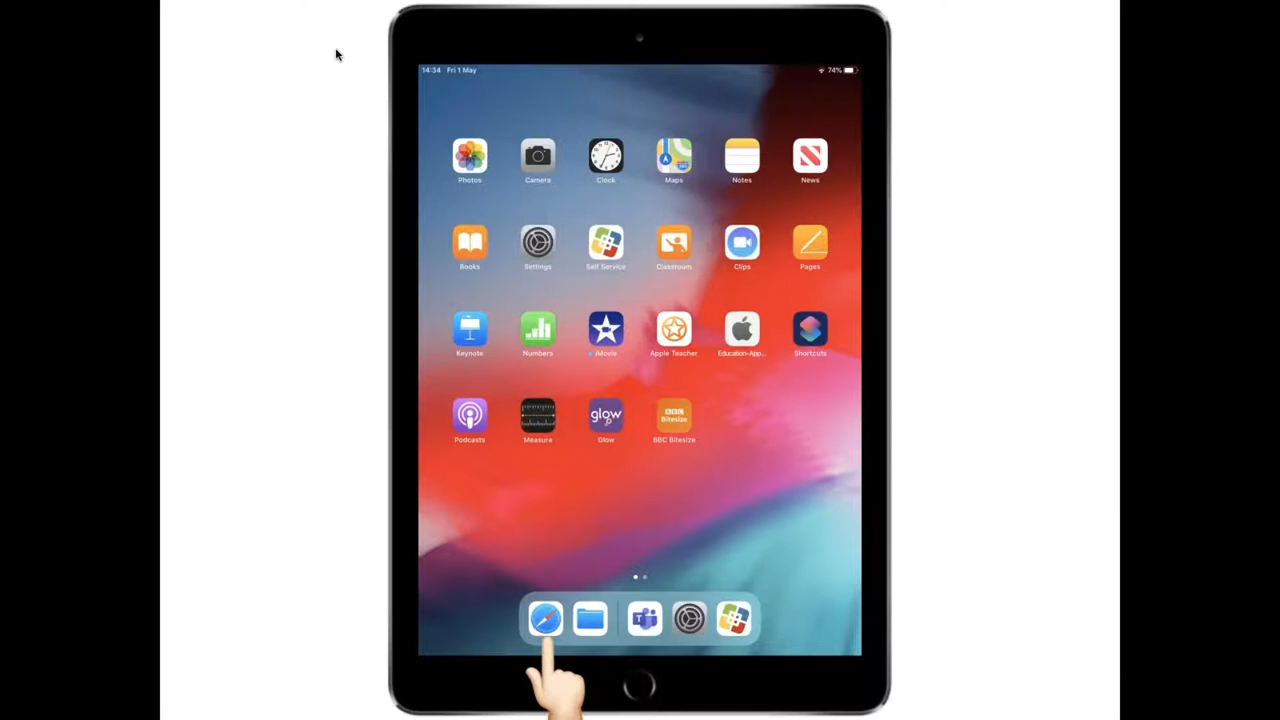 14:34 Fri 1 May 74%
Photos Camera Clock Maps Notes News
Books Settings Self Service Classroom Clips Pages
Keynote Numbers iMovie Apple Teacher Education-App... Shortcuts
glow BBC Bitesize
Podcasts Measure Glow BBC Bitesize